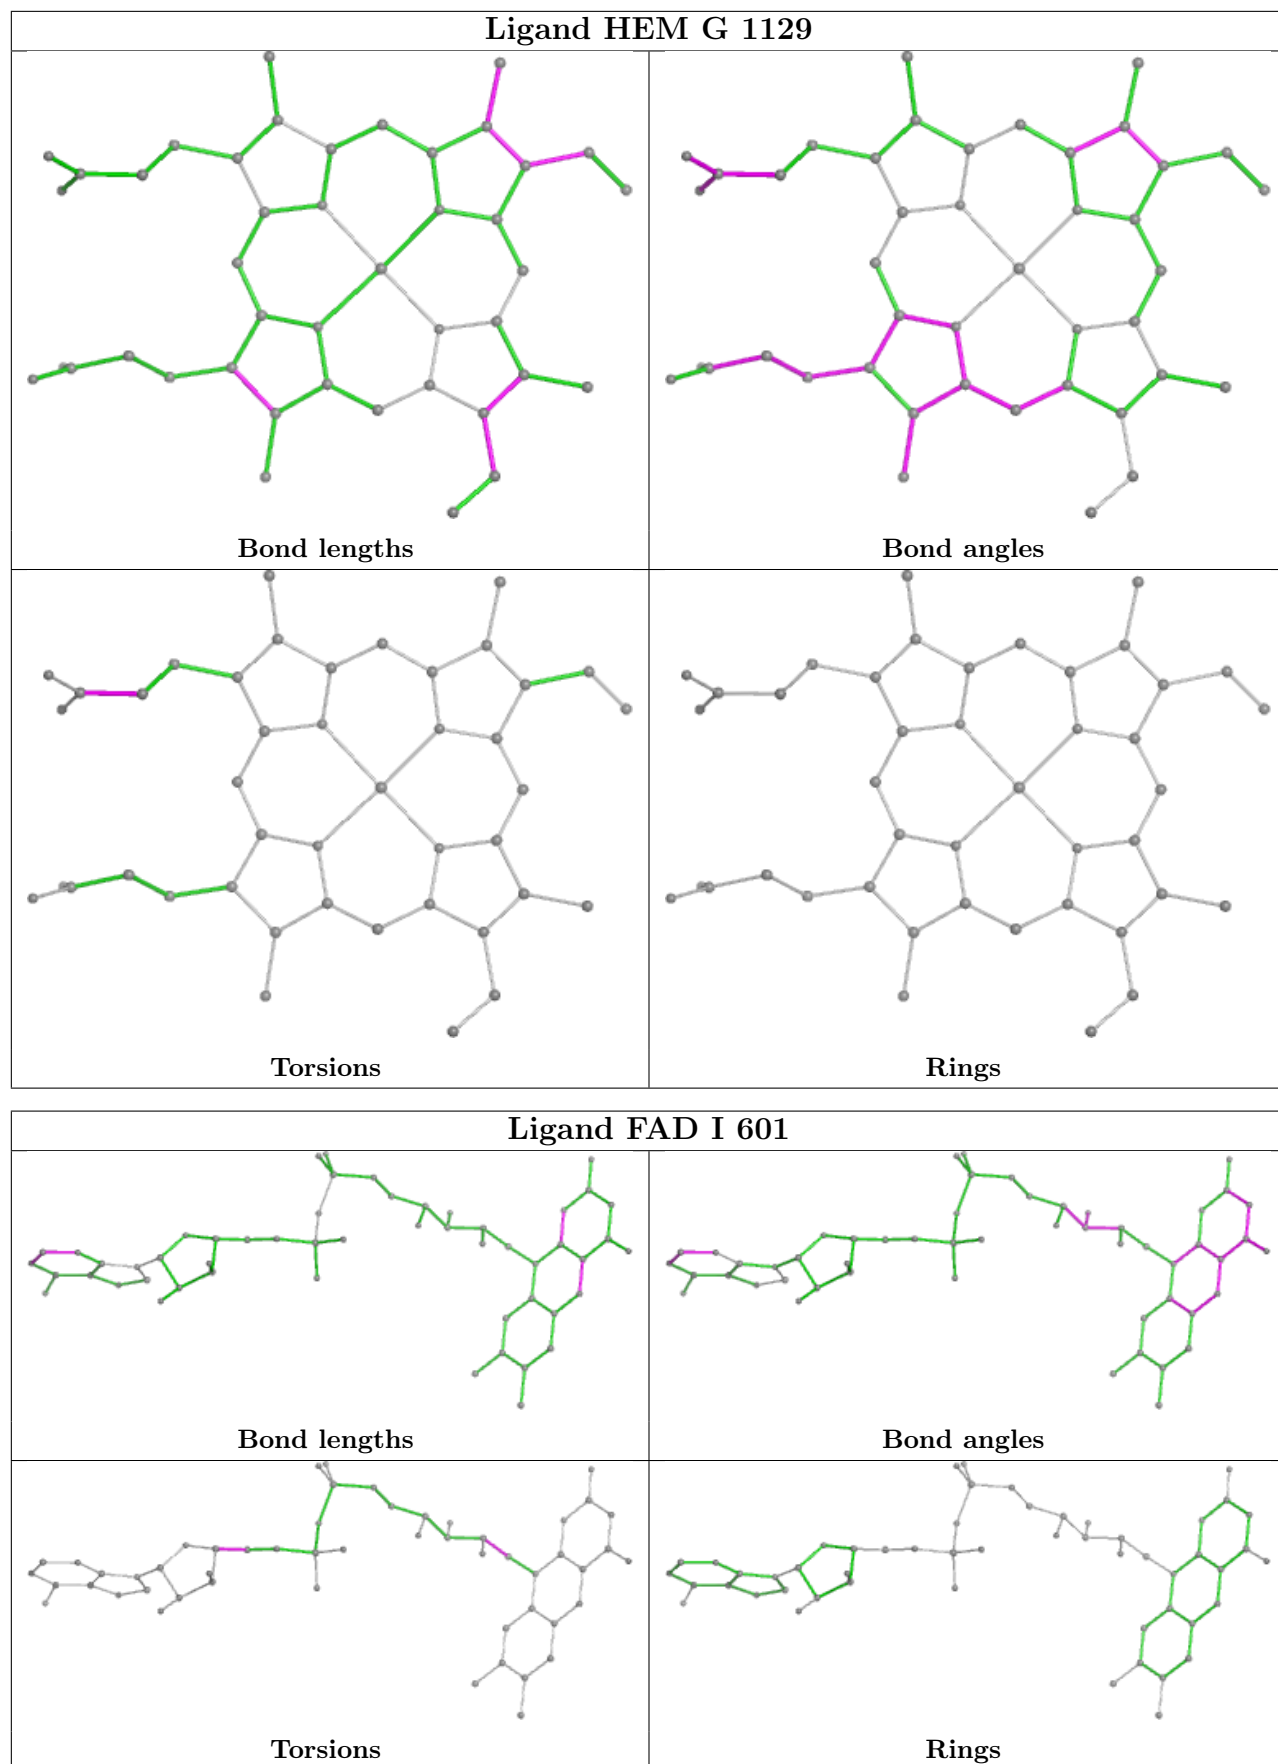 Ligand HEM G 1129
Bond lengths
Bond angles
Torsions
Rings
Ligand FAD I 601
Bond lengths
Bond angles
Torsions
Rings